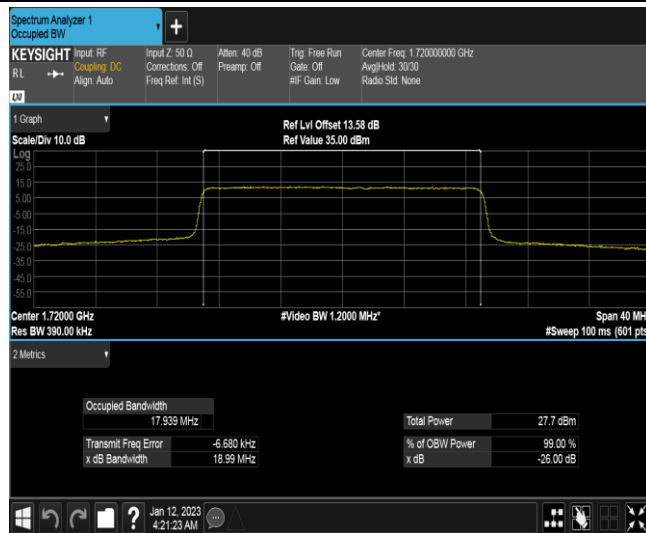 Spectrum Analyzer 1
Occupied BW
+
KEYSIGHT
RL
Input: RF
Coupling: DC
Align: Auto
Input Z: 50 Ω
Corrections: Off
Freq Ref: Int (S)
Atten: 40 dB
Preamp: Off
Trig: Free Run
Gate: Off
#IF Gain: Low
Center Freq: 1.720000000 GHz
Avg|Hold: 30/30
Radio Std: None
1 Graph
Scale/Div 10.0 dB
Ref Lvl Offset 13.58 dB
Ref Value 35.00 dBm
Log
25.0
15.0
5.00
-5.00
-15.0
-25.0
-35.0
-45.0
-55.0
Center 1.72000 GHz
Res BW 390.00 kHz
#Video BW 1.2000 MHz*
Span 40 MH
#Sweep 100 ms (601 pts
2 Metrics
Occupied Bandwidth
17.939 MHz
Transmit Freq Error -6.680 kHz
x dB Bandwidth 18.99 MHz
Total Power 27.7 dBm
% of OBW Power 99.00 %
x dB -26.00 dB
?
Jan 12, 2023
4:21:23 AM